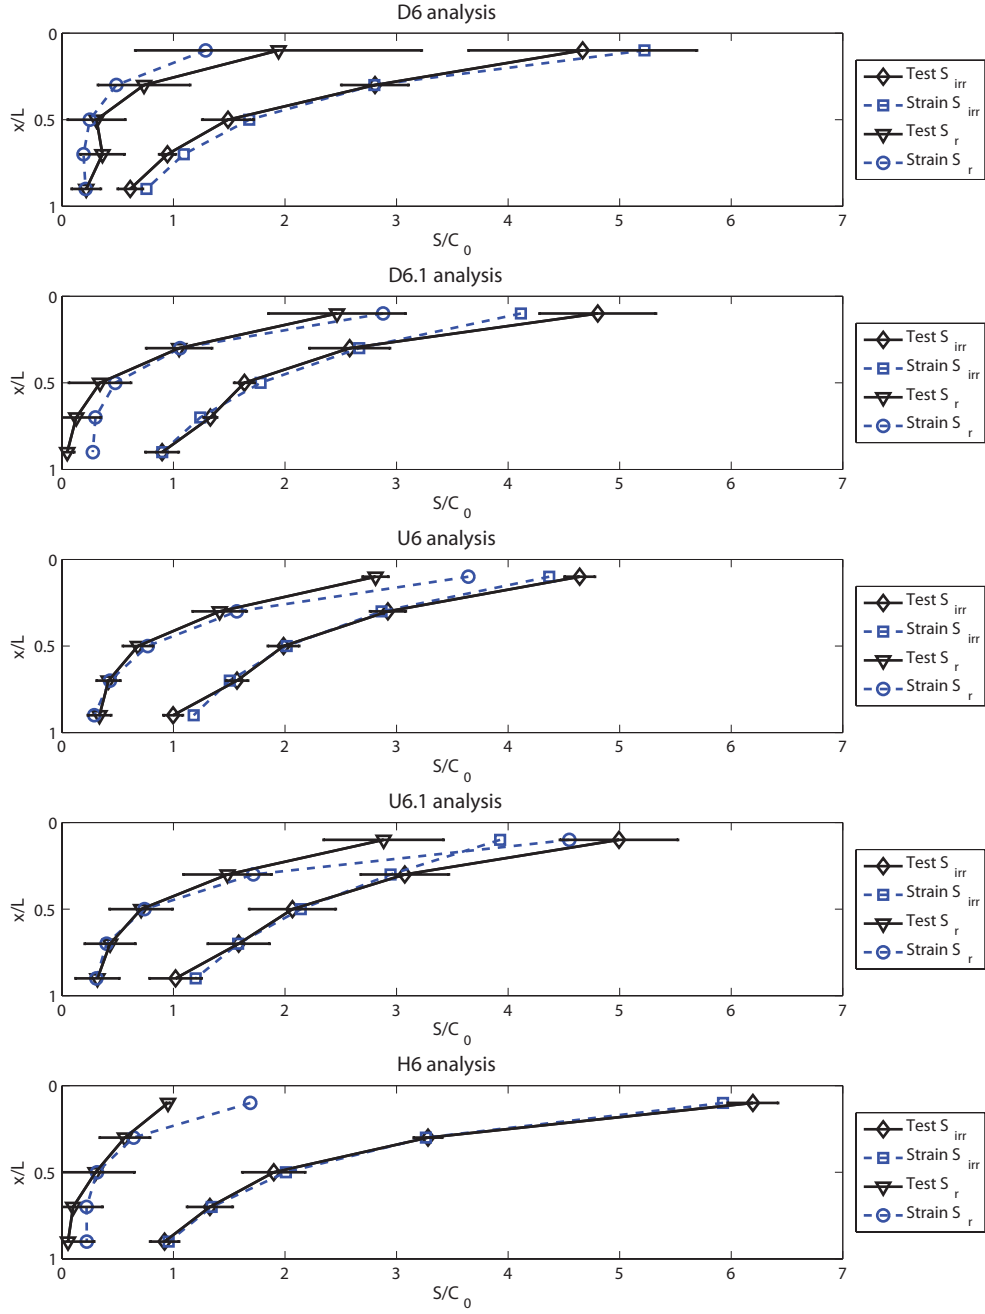 D6 analysis
0
0.5
1
x/L
0 1 2 3 4 5 6 7
S/C 0
Test S irr
Strain S irr
Test S r
Strain S r
D6.1 analysis
0
0.5
1
x/L
0 1 2 3 4 5 6 7
S/C 0
Test S irr
Strain S irr
Test S r
Strain S r
U6 analysis
0
0.5
1
x/L
0 1 2 3 4 5 6 7
S/C 0
Test S irr
Strain S irr
Test S r
Strain S r
U6.1 analysis
0
0.5
1
x/L
0 1 2 3 4 5 6 7
S/C 0
Test S irr
Strain S irr
Test S r
Strain S r
H6 analysis
0
0.5
1
x/L
0 1 2 3 4 5 6 7
S/C 0
Test S irr
Strain S irr
Test S r
Strain S r